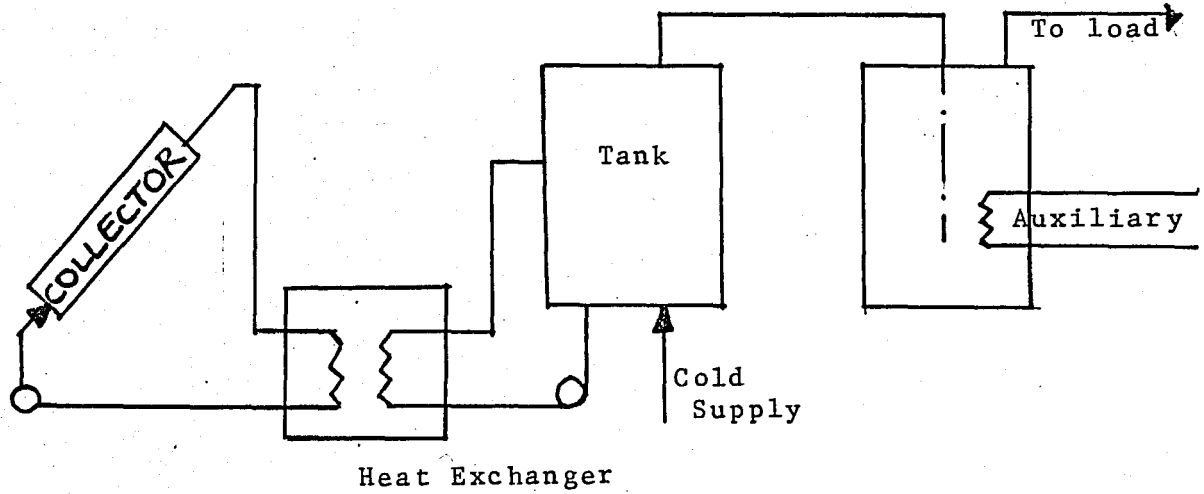 To load
Tank
COLLECTOR
Auxiliary
Cold
Supply
Heat Exchanger